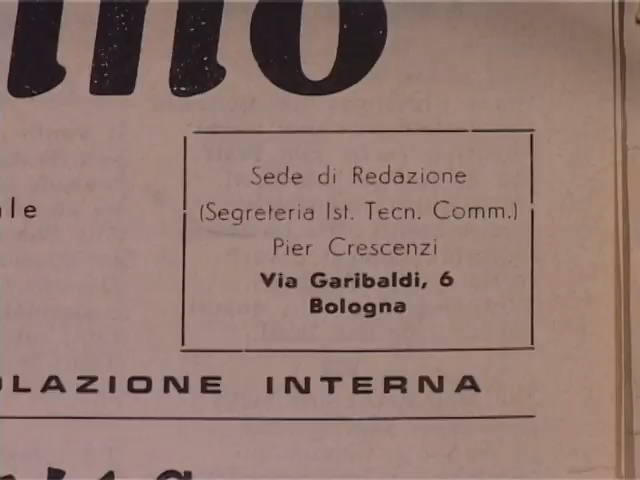 Sede di Redazione
(Segreteria Ist. Tecn. Comm.)
Pier Crescenzi
Via Garibaldi, 6
Bologna
INTERNA